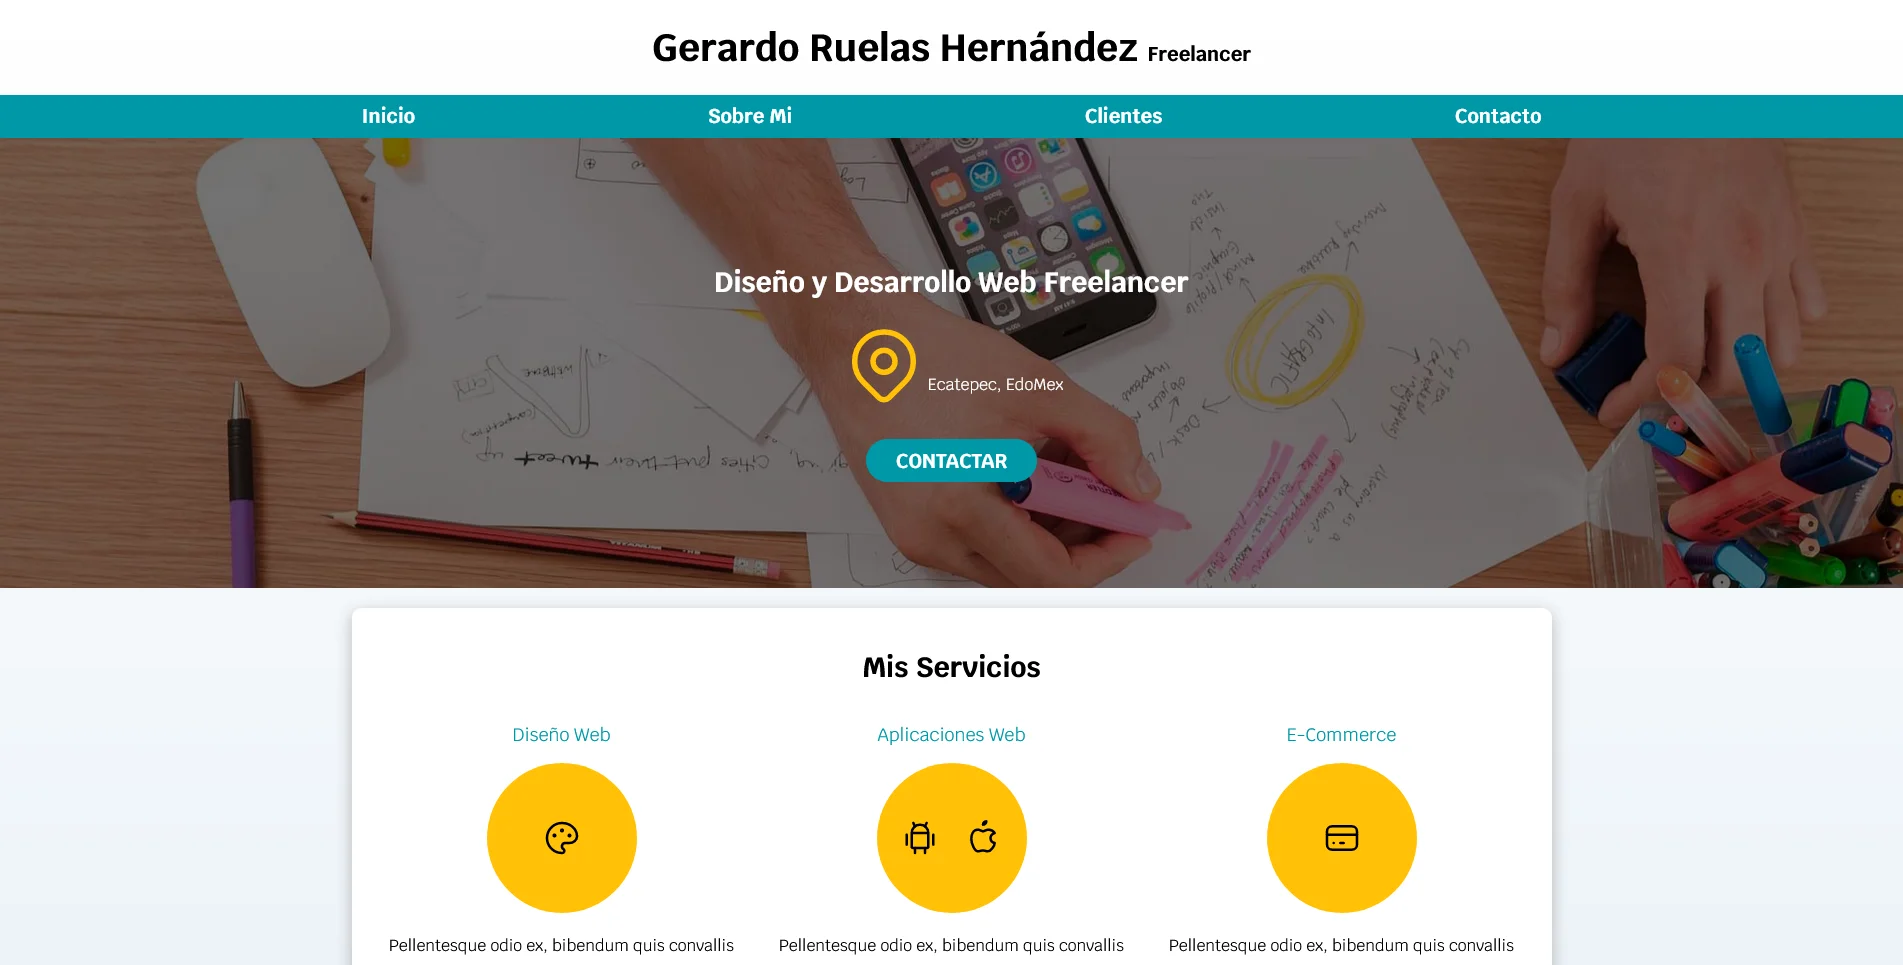 Gerardo Ruelas Hernández Freelancer
Inicio Sobre Mi Clientes Contacto
Diseño y Desarrollo Web Freelancer
Ecatepec, EdoMex
CONTACTAR
INFOGRAPHIC
Mis Servicios
Diseño Web Aplicaciones Web E-Commerce
Pellentesque odio ex, bibendum quis convallis Pellentesque odio ex, bibendum quis convallis Pellentesque odio ex, bibendum quis convallis